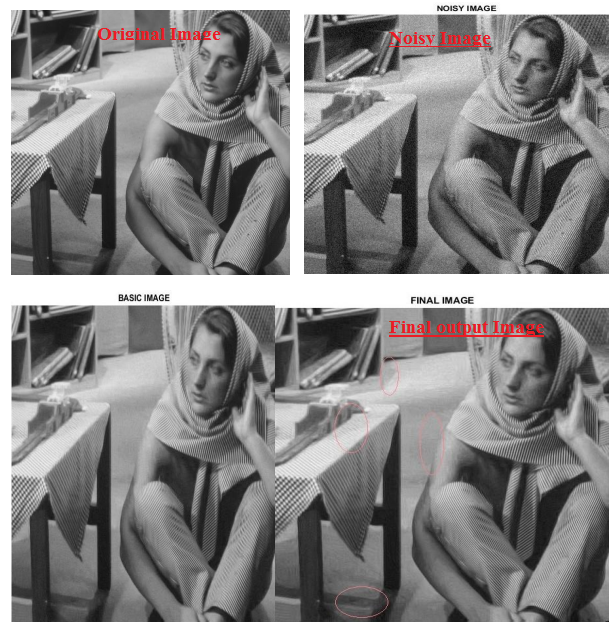 Original Image
NOISY IMAGE
Noisy Image
BASIC IMAGE
FINAL IMAGE
Final output Image